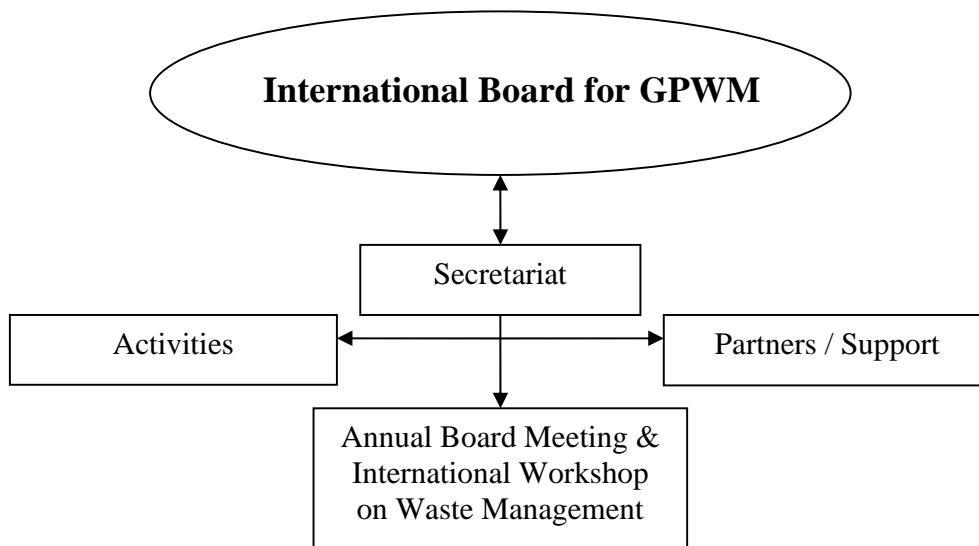 International Board for GPWM
Secretariat
Activities
Partners / Support
Annual Board Meeting &
International Workshop
on Waste Management